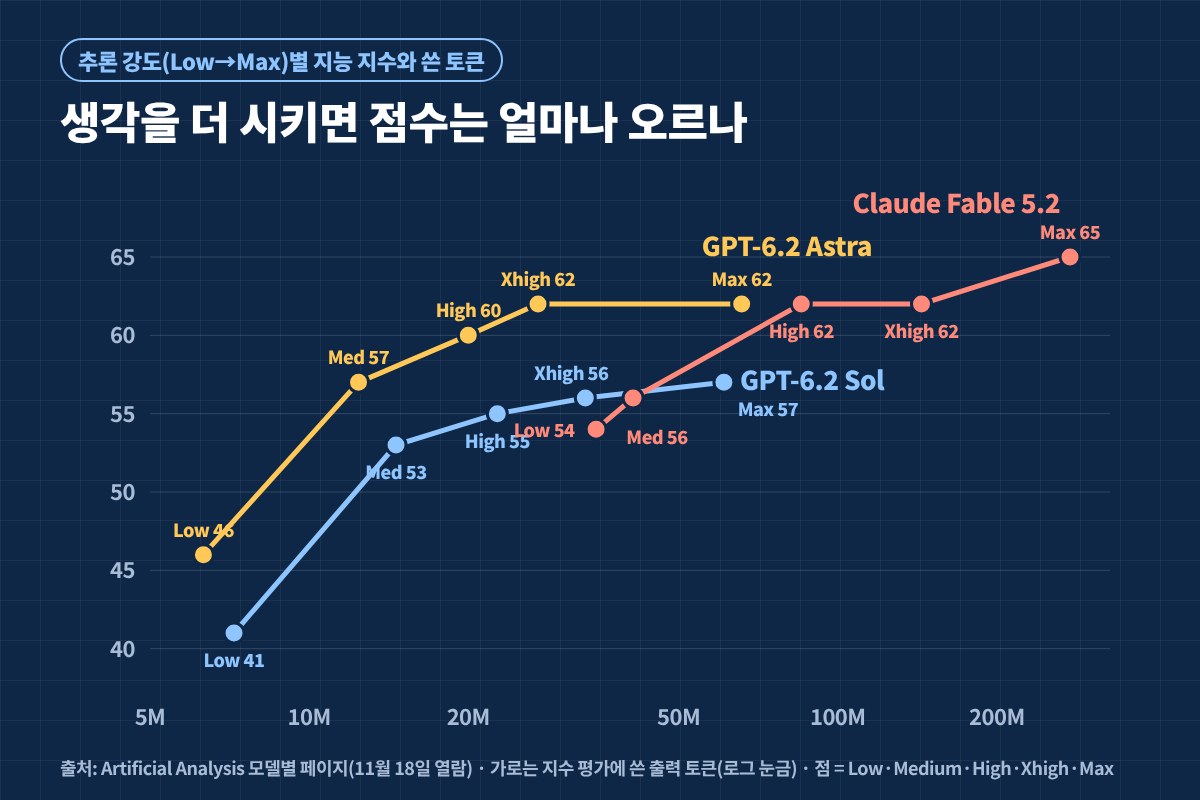 추론 강도(Low→Max)별 지능 지수와 쓴 토큰
생각을 더 시키면 점수는 얼마나 오르나
Claude Fable 5.2
Max 65
GPT-6.2 Astra
65
Xhigh 62
Max 62
High 60
High 62
Xhigh 62
60
Med 57
Xhigh 56
GPT-6.2 Sol
Max 57
55
Low 54
High 55
Med 56
Med 53
50
Low 46
45
40
Low 41
5M 10M 20M 50M 100M 200M
출처: Artificial Analysis 모델별 페이지(11월 18일 열람) · 가로는 지수 평가에 쓴 출력 토큰(로그 눈금) · 점 = Low·Medium·High·Xhigh·Max